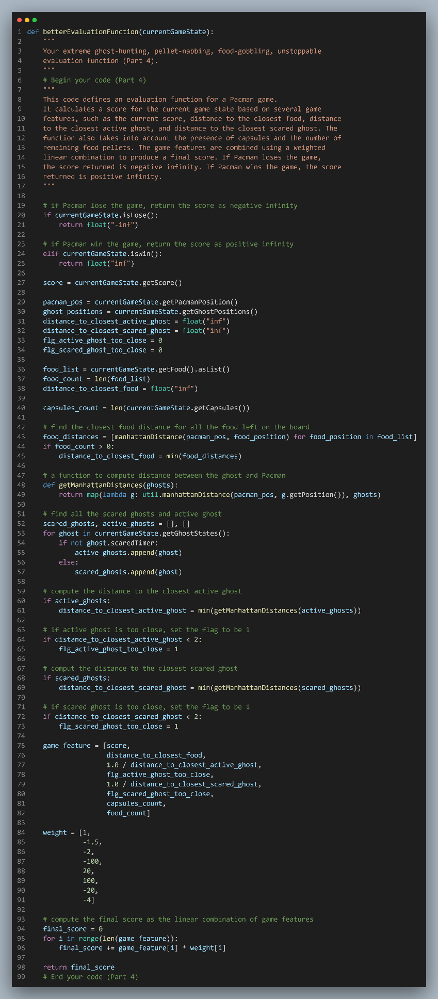 1 def betterEvaluationFunction(currentGameState):
2     """
3     Your extreme ghost-hunting, pellet-nabbing, food-gobbling, unstoppable
4     evaluation function (Part 4).
5     """
6     # Begin your code (Part 4)
7     """
8     This code defines an evaluation function for a Pacman game.
9     It calculates a score for the current game state based on several game
10     features, such as the current score, distance to the closest food, distance
11     to the closest active ghost, and distance to the closest scared ghost. The
12     function also takes into account the presence of capsules and the number of
13     remaining food pellets. The game features are combined using a weighted
14     linear combination to produce a final score. If Pacman loses the game,
15     the score returned is negative infinity. If Pacman wins the game, the score
16     returned is positive infinity.
17     """
18
19     # if Pacman lose the game, return the score as negative infinity
20     if currentGameState.isLose():
21         return float("-inf")
22
23     # if Pacman win the game, return the score as positive infinity
24     elif currentGameState.isWin():
25         return float("inf")
26
27     score = currentGameState.getScore()
28
29     pacman_pos = currentGameState.getPacmanPosition()
30     ghost_positions = currentGameState.getGhostPositions()
31     distance_to_closest_active_ghost = float("inf")
32     distance_to_closest_scared_ghost = float("inf")
33     flg_active_ghost_too_close = 0
34     flg_scared_ghost_too_close = 0
35
36     food_list = currentGameState.getFood().asList()
37     food_count = len(food_list)
38     distance_to_closest_food = float("inf")
39
40     capsules_count = len(currentGameState.getCapsules())
41
42     # find the closest food distance for all the food left on the board
43     food_distances = [manhattanDistance(pacman_pos, food_position) for food_position in food_list]
44     if food_count > 0:
45         distance_to_closest_food = min(food_distances)
46
47     # a function to compute distance between the ghost and Pacman
48     def getManhattanDistances(ghosts):
49         return map(lambda g: util.manhattanDistance(pacman_pos, g.getPosition()), ghosts)
50
51     # find all the scared ghosts and active ghost
52     scared_ghosts, active_ghosts = [], []
53     for ghost in currentGameState.getGhostStates():
54         if not ghost.scaredTimer:
55             active_ghosts.append(ghost)
56         else:
57             scared_ghosts.append(ghost)
58
59     # compute the distance to the closest active ghost
60     if active_ghosts:
61         distance_to_closest_active_ghost = min(getManhattanDistances(active_ghosts))
62
63     # if active ghost is too close, set the flag to be 1
64     if distance_to_closest_active_ghost < 2:
65         flg_active_ghost_too_close = 1
66
67     # comput the distance to the closest scared ghost
68     if scared_ghosts:
69         distance_to_closest_scared_ghost = min(getManhattanDistances(scared_ghosts))
70
71     # if scared ghost is too close, set the flag to be 1
72     if distance_to_closest_scared_ghost < 2:
73         flg_scared_ghost_too_close = 1
74
75     game_feature = [score,
76                     distance_to_closest_food,
77                     1.0 / distance_to_closest_active_ghost,
78                     flg_active_ghost_too_close,
79                     1.0 / distance_to_closest_scared_ghost,
80                     flg_scared_ghost_too_close,
81                     capsules_count,
82                     food_count]
83
84     weight = [1,
85               -1.5,
86               -2,
87               -100,
88               20,
89               100,
90               -20,
91               -4]
92
93     # compute the final score as the linear combination of game features
94     final_score = 0
95     for i in range(len(game_feature)):
96         final_score += game_feature[i] * weight[i]
97
98     return final_score
99     # End your code (Part 4)